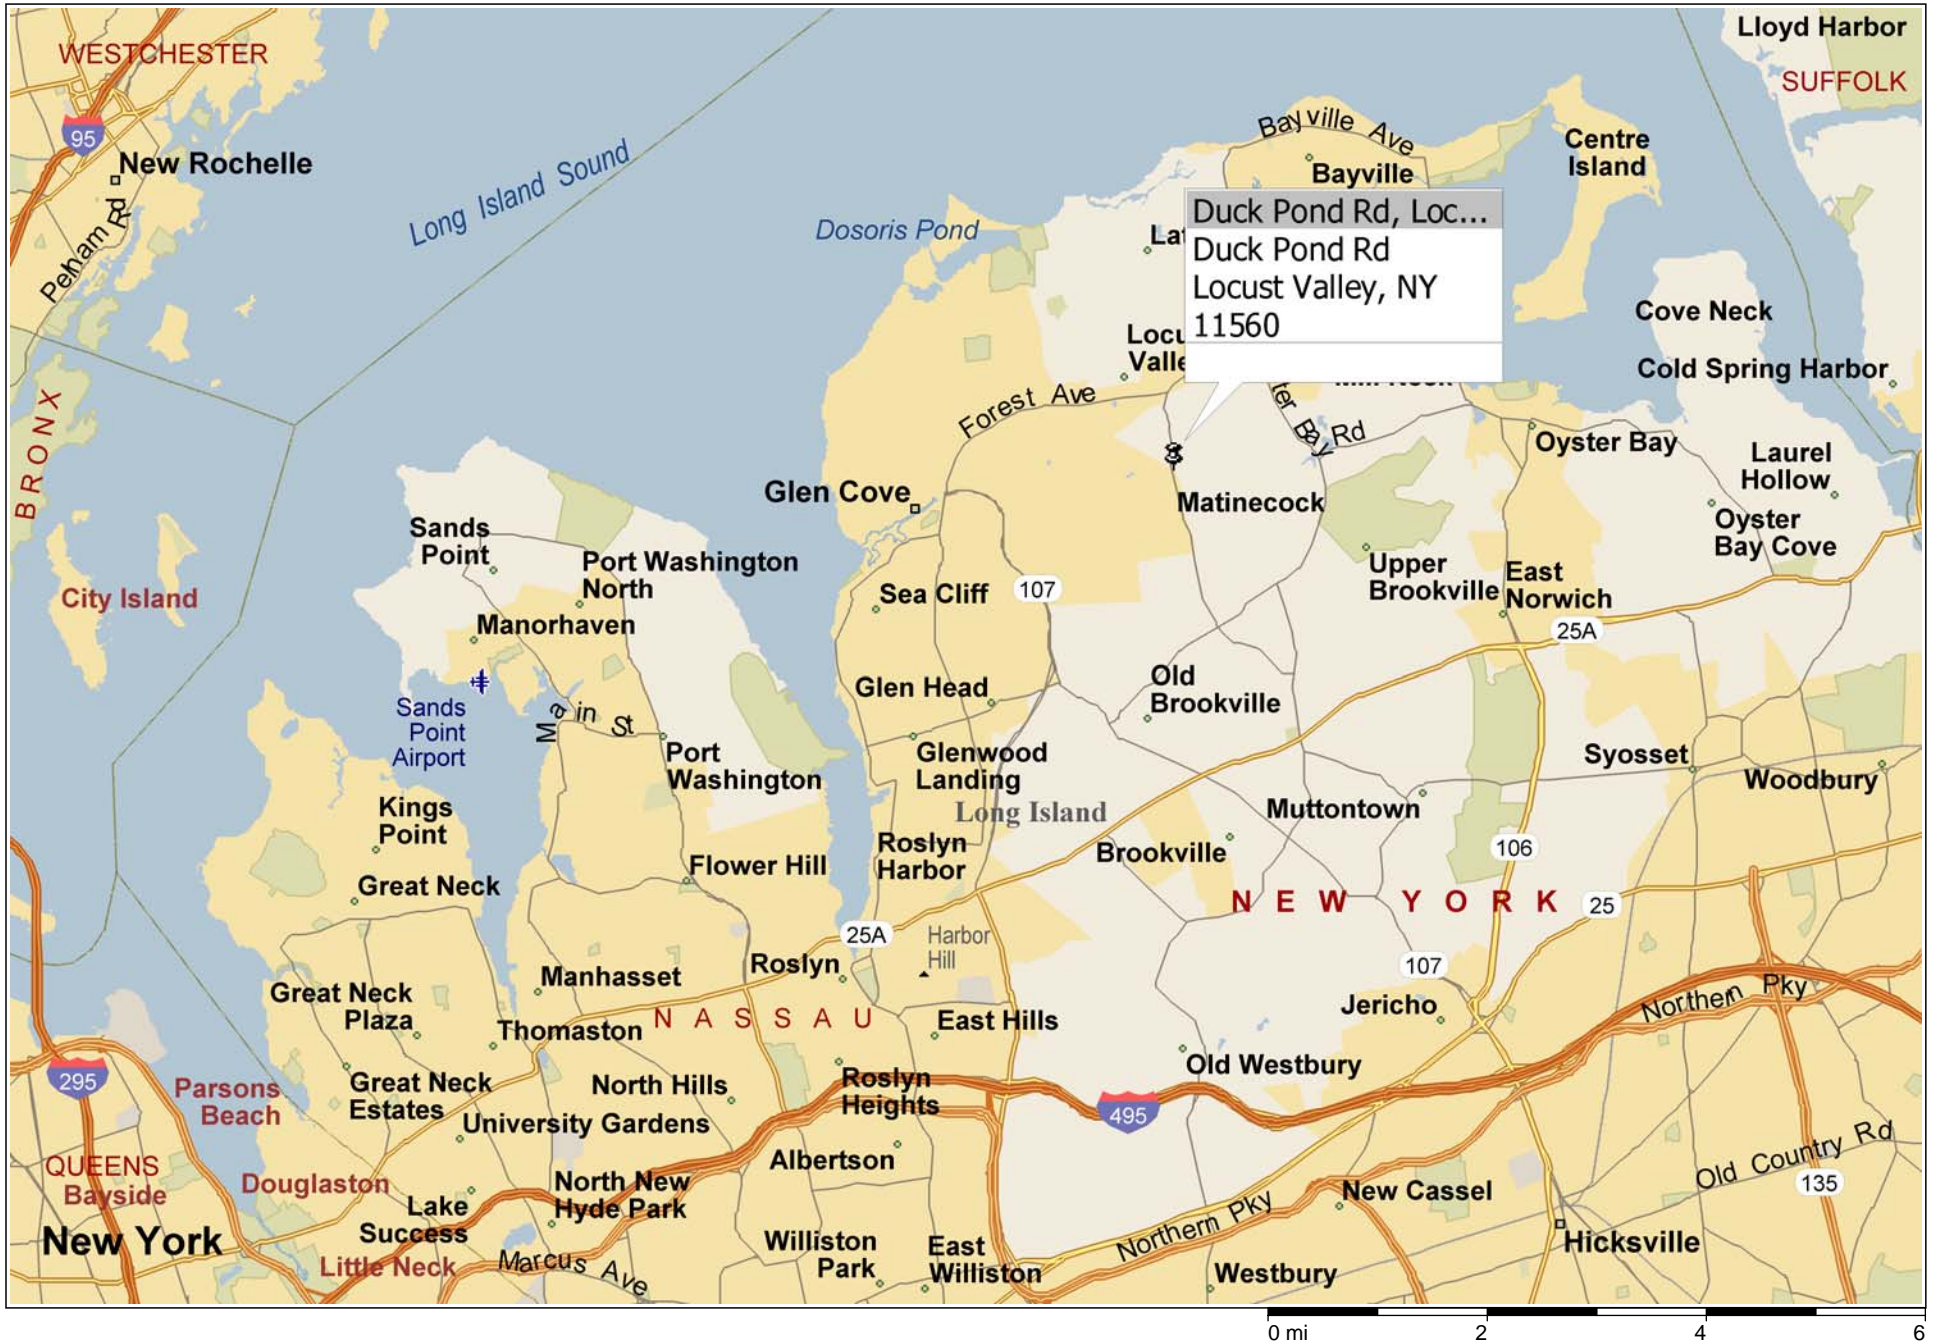 Lloyd Harbor
SUFFOLK
WESTCHESTER
95
New Rochelle
Pelham Rd
Long Island Sound
Bayville Ave
Bayville
Centre
Island
Dosoris Pond
Duck Pond Rd, Loc...
Duck Pond Rd
Locust Valley, NY
11560
Cove Neck
Cold Spring Harbor
Forest Ave
Bay Rd
Oyster Bay
Laurel
Hollow
Oyster
Bay Cove
BRONX
Glen Cove
Matinecock
Sands
Point
Port Washington
North
Upper
Brookville
East
Norwich
City Island
Sea Cliff
107
25A
Manorhaven
Sands
Point
Airport
Main St
Glen Head
Old
Brookville
Port
Washington
Glenwood
Landing
Long Island
Syosset
Woodbury
Kings
Point
Muttontown
Roslyn
Harbor
Brookville
106
Flower Hill
Great Neck
NEW YORK
25
25A
Harbor
Hill
Roslyn
107
Manhasset
Great Neck
Plaza
Thomaston
NASSAU
East Hills
Jericho
Northern Pky
Old Westbury
295
Parsons
Beach
Great Neck
Estates
North Hills
Roslyn
Heights
495
University Gardens
QUEENS
Bayside
Douglaston
Albertson
Old Country Rd
135
New York
Lake
Success
North New
Hyde Park
New Cassel
Northern Pky
Little Neck
Marcus Ave
Williston
Park
East
Williston
Westbury
Hicksville
0 mi 2 4 6